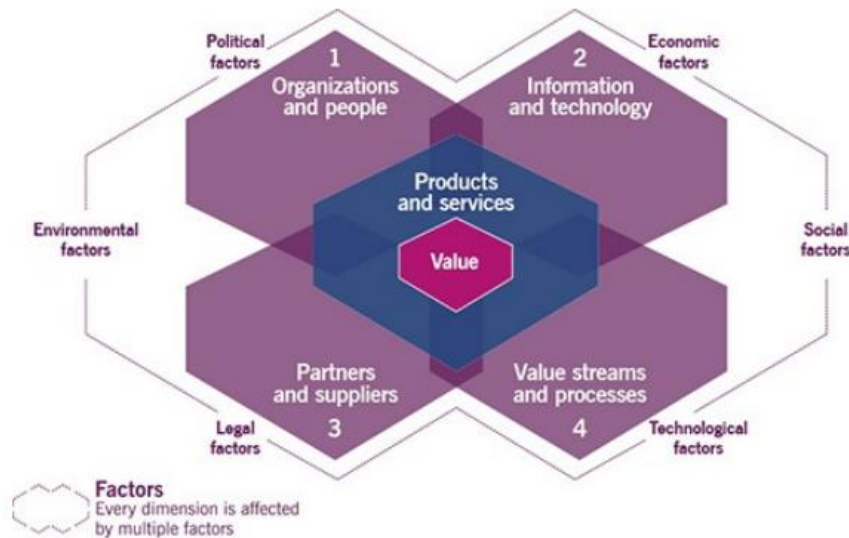 Political
factors
Economic
factors
1
Organizations
and people
2
Information
and technology
Products
and services
Environmental
factors
Value
Social
factors
Partners
and suppliers
3
Value streams
and processes
4
Legal
factors
Technological
factors
Factors
Every dimension is affected
by multiple factors